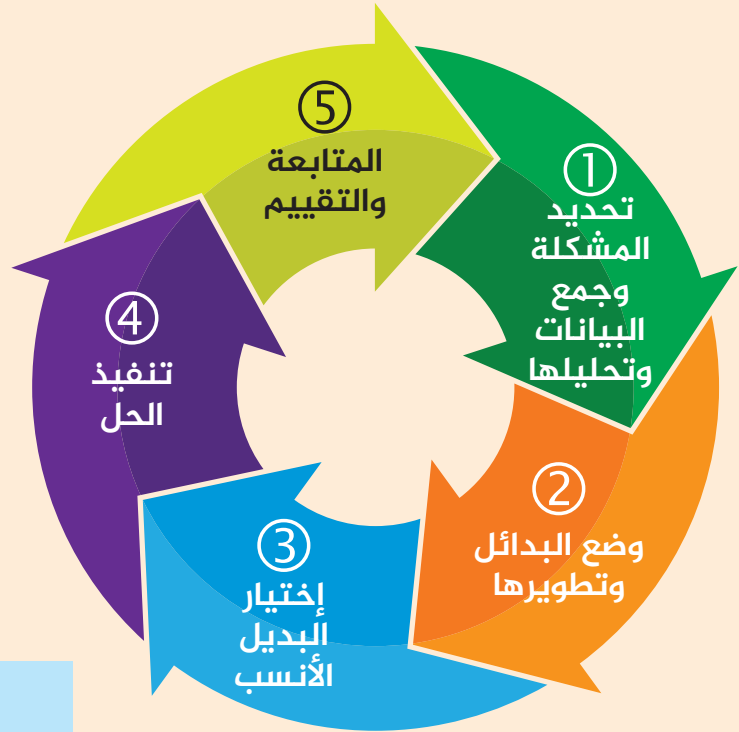 ①
تحديد
المشكلة
وجمع
البيانات
وتحليلها
②
وضع البدائل
وتطويرها
③
إختيار
البديل
الأنسب
④
تنفيذ
الحل
⑤
المتابعة
والتقييم